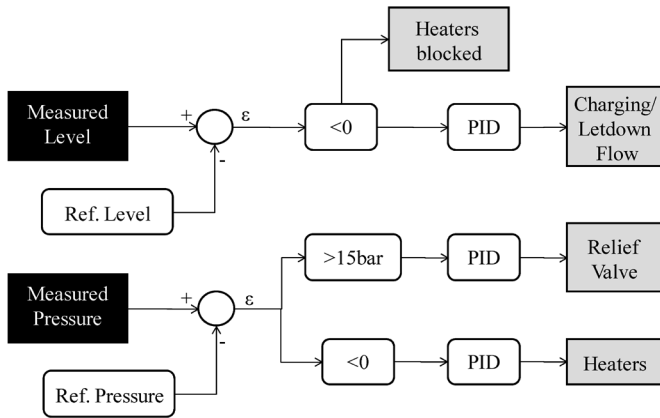 Heaters
blocked
Measured
Level
+
ε
-
<0
PID
Charging/
Letdown
Flow
Ref. Level
>15bar
PID
Relief
Valve
Measured
Pressure
+
ε
-
<0
PID
Heaters
Ref. Pressure